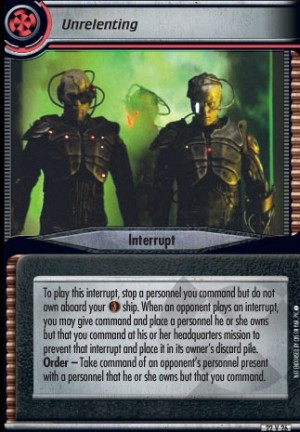 Unrelenting
Interrupt
To play this interrupt, stop a personnel you command but do not
own aboard your ship. When an opponent plays an interrupt,
you may give command and place a personnel he or she owns
but that you command at his or her headquarters mission to
prevent that interrupt and place it in its owner's discard pile.
Order – Take command of an opponent's personnel present
with a personnel that he or she owns but that you command.
22 V 26